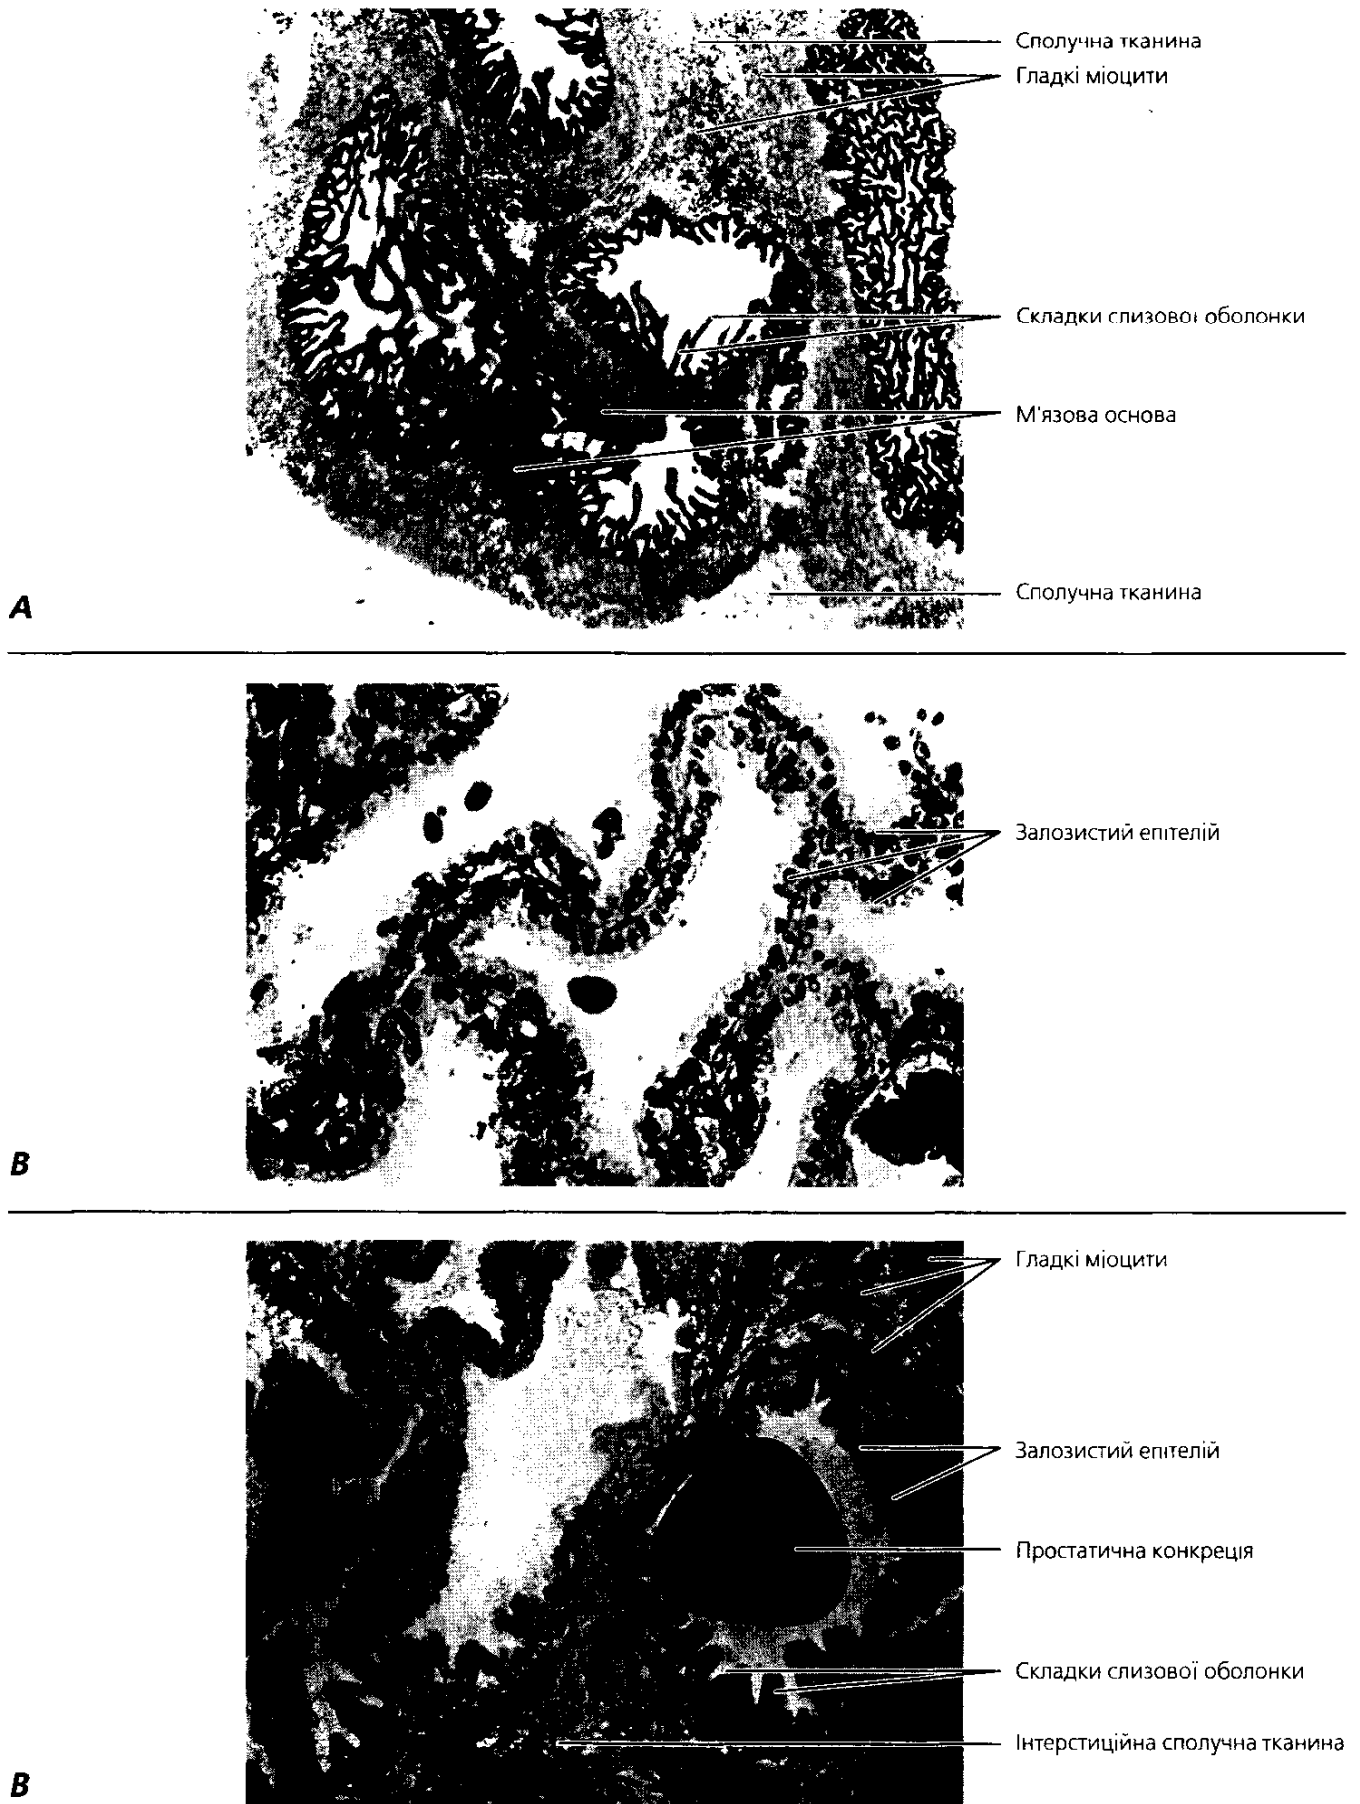 Сполучна тканина
Гладкі міоцити
Складки слизової оболонки
М'язова основа
Сполучна тканина
А
Залозистий епітелій
В
Гладкі міоцити
Залозистий епітелій
Простатична конкреція
Складки слизової оболонки
Інтерстиційна сполучна тканина
В